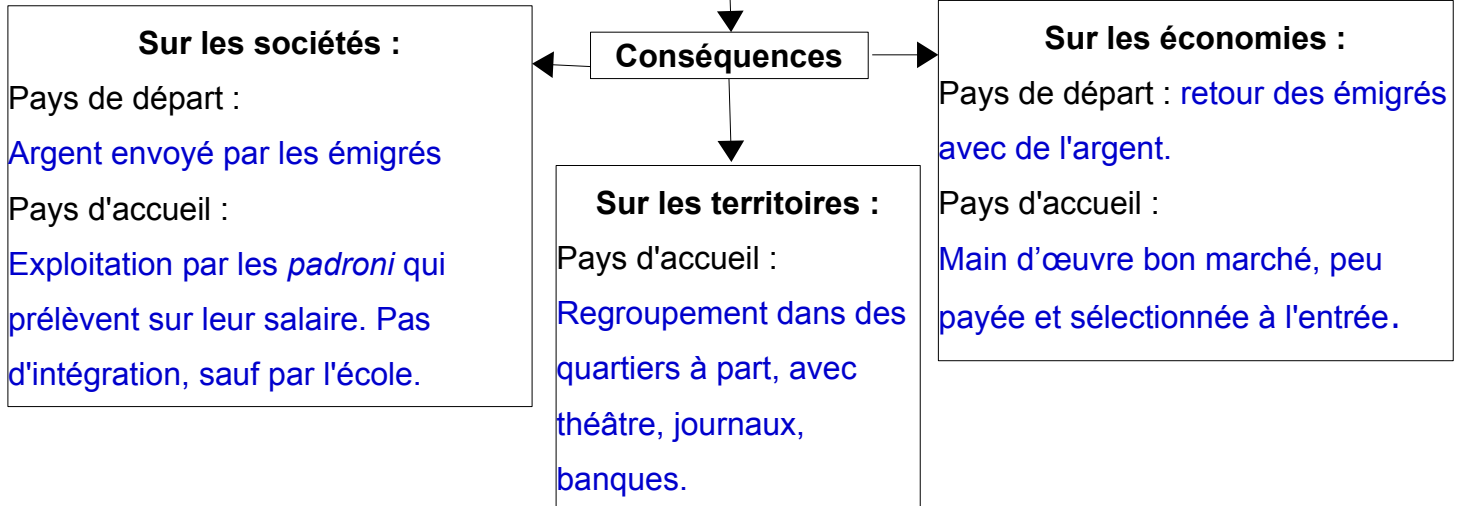 Conséquences
Sur les sociétés :
Pays de départ :
Argent envoyé par les émigrés
Pays d'accueil :
Exploitation par les padroni qui
prélèvent sur leur salaire. Pas
d'intégration, sauf par l'école.
Sur les territoires :
Pays d'accueil :
Regroupement dans des
quartiers à part, avec
théâtre, journaux,
banques.
Sur les économies :
Pays de départ : retour des émigrés
avec de l'argent.
Pays d'accueil :
Main d’œuvre bon marché, peu
payée et sélectionnée à l'entrée.